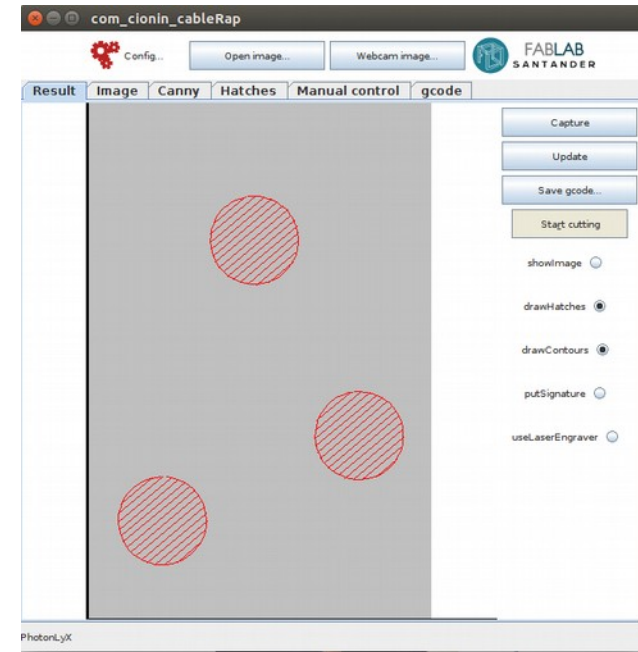 com_cionin_cableRap
Config...
Open image...
Webcam image...
FABLAB
SANTANDER
Result Image Canny Hatches Manual control gcode
Capture
Update
Save gcode...
Start cutting
showImage
drawHatches
drawContours
putSignature
useLaserEngraver
PhotonLyX